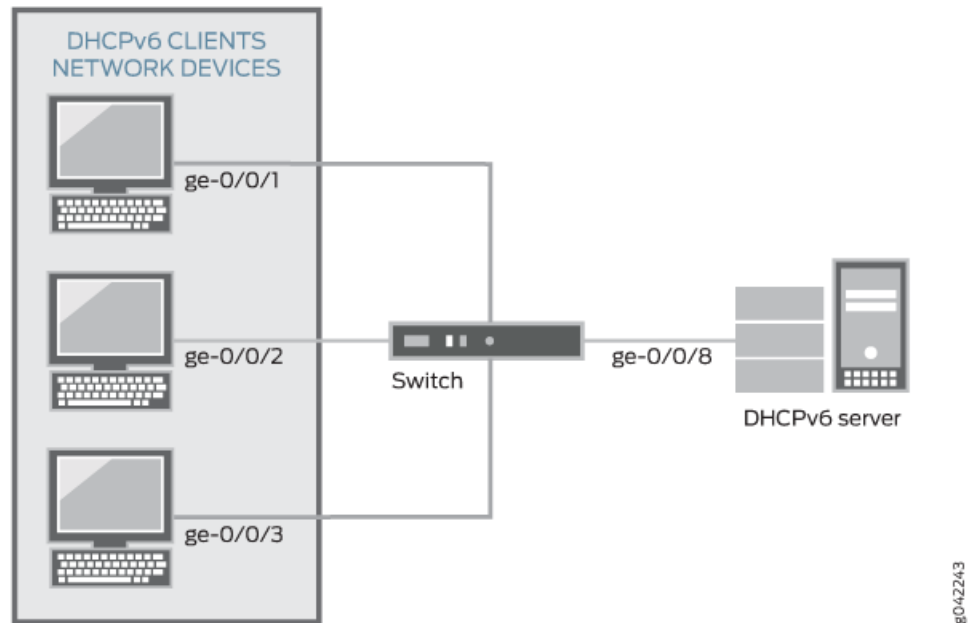 DHCPv6 CLIENTS
NETWORK DEVICES
ge-0/0/1
ge-0/0/2
ge-0/0/8
Switch
DHCPv6 server
ge-0/0/3
g042243